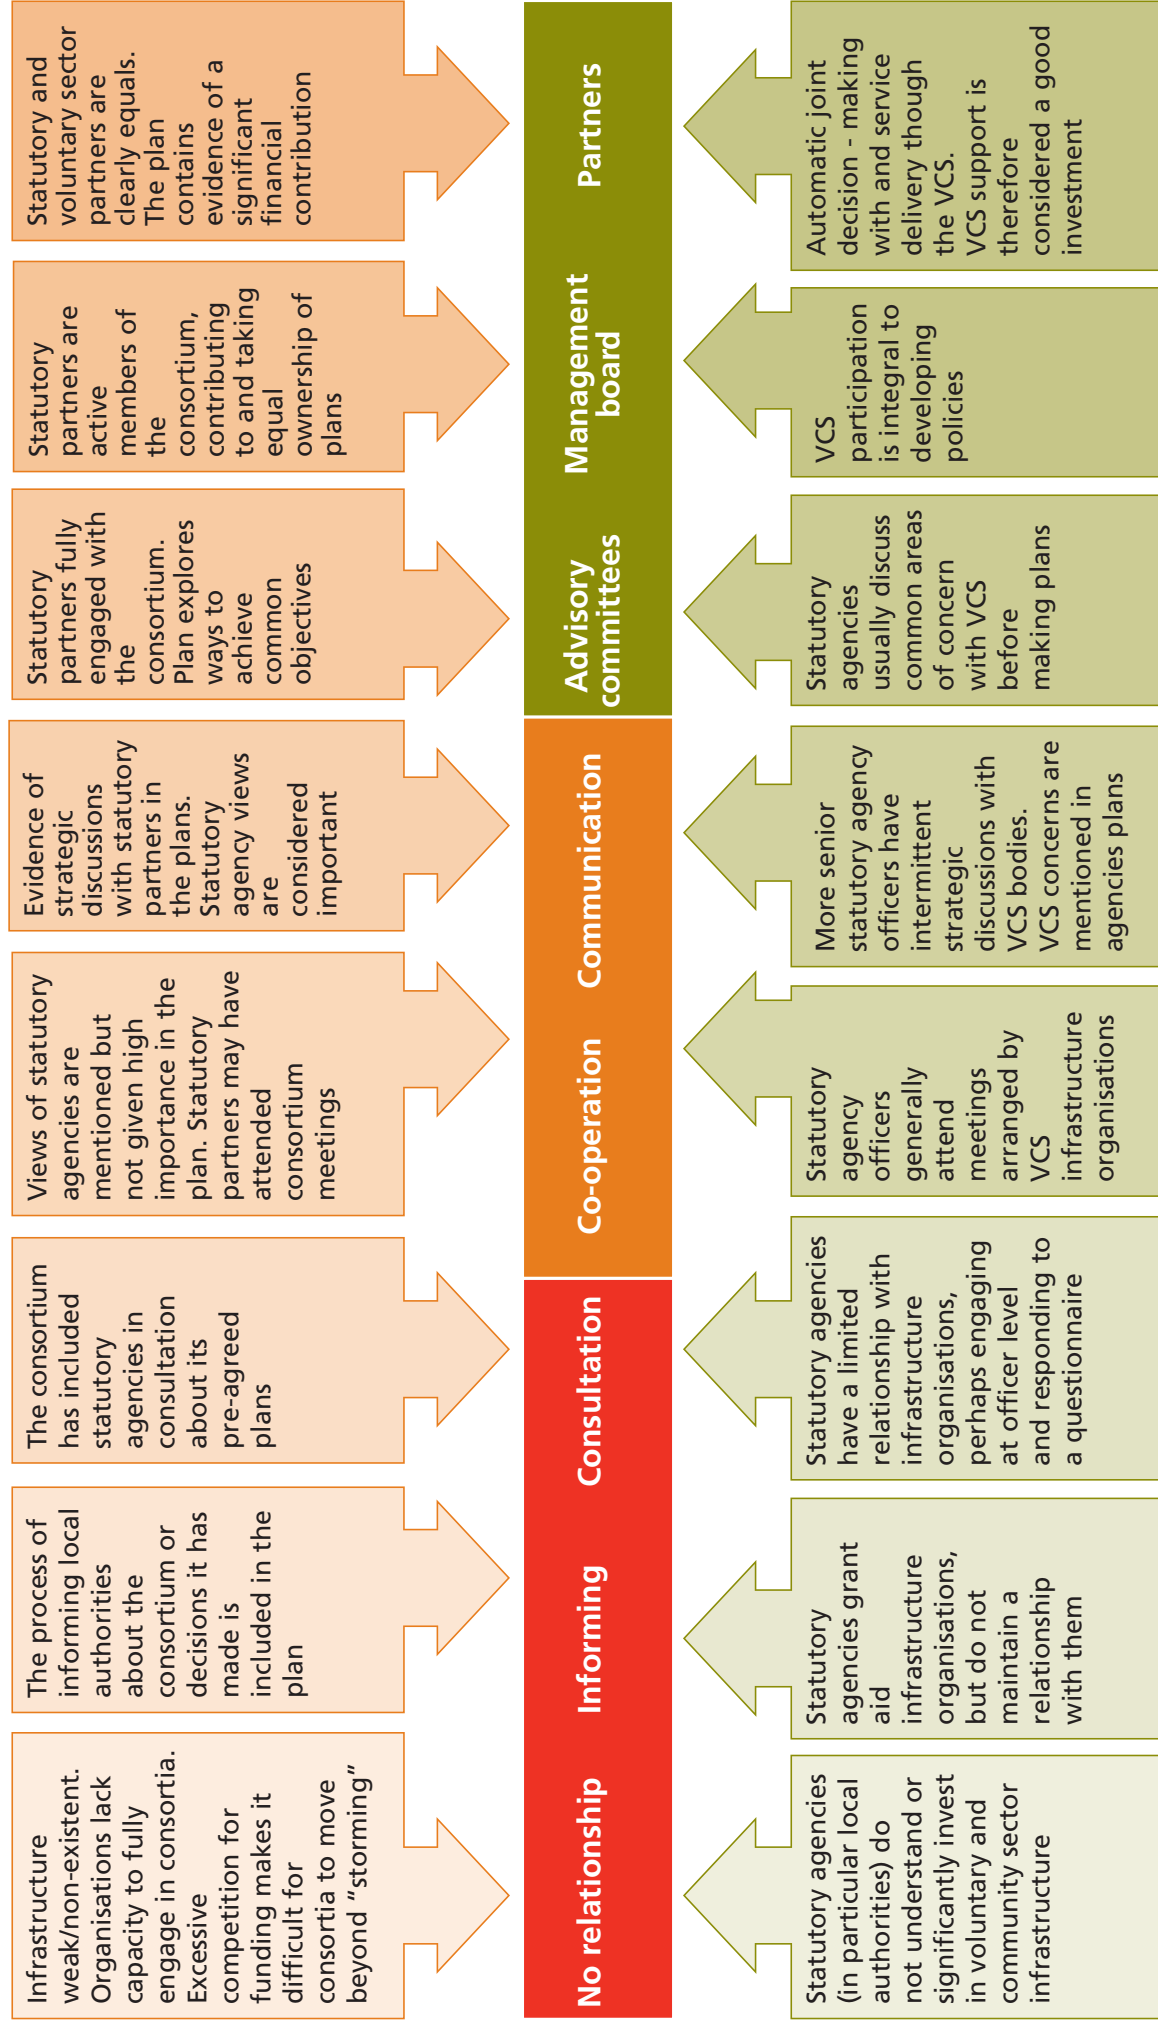 Infrastructure
weak/non-existent.
Organisations lack
capacity to fully
engage in consortia.
Excessive
competition for
funding makes it
difficult for
consortia to move
beyond “storming”
The process of
informing local
authorities
about the
consortium or
decisions it has
made is
included in the
plan
The consortium
has included
statutory
agencies in
consultation
about its
pre-agreed
plans
Views of statutory
agencies are
mentioned but
not given high
importance in the
plan. Statutory
partners may have
attended
consortium
meetings
Evidence of
strategic
discussions
with statutory
partners in
the plans.
Statutory
agency views
are
considered
important
Statutory
partners fully
engaged with
the
consortium.
Plan explores
ways to
achieve
common
objectives
Statutory
partners are
active
members of
the
consortium,
contributing
to and taking
equal
ownership of
plans
Statutory and
voluntary sector
partners are
clearly equals.
The plan
contains
evidence of a
significant
financial
contribution
No relationship
Informing
Consultation
Co-operation
Communication
Advisory
committees
Management
board
Partners
Statutory agencies
(in particular local
authorities) do
not understand or
significantly invest
in voluntary and
community sector
infrastructure
Statutory
agencies grant
aid
infrastructure
organisations,
but do not
maintain a
relationship
with them
Statutory agencies
have a limited
relationship with
infrastructure
organisations,
perhaps engaging
at officer level
and responding to
a questionnaire
Statutory
agency
officers
generally
attend
meetings
arranged by
VCS
infrastructure
organisations
More senior
statutory agency
officers have
intermittent
strategic
discussions with
VCS bodies.
VCS concerns are
mentioned in
agencies plans
Statutory
agencies
usually discuss
common areas
of concern
with VCS
before
making plans
VCS
participation
is integral to
developing
policies
Automatic joint
decision - making
with and service
delivery though
the VCS.
VCS support is
therefore
considered a good
investment